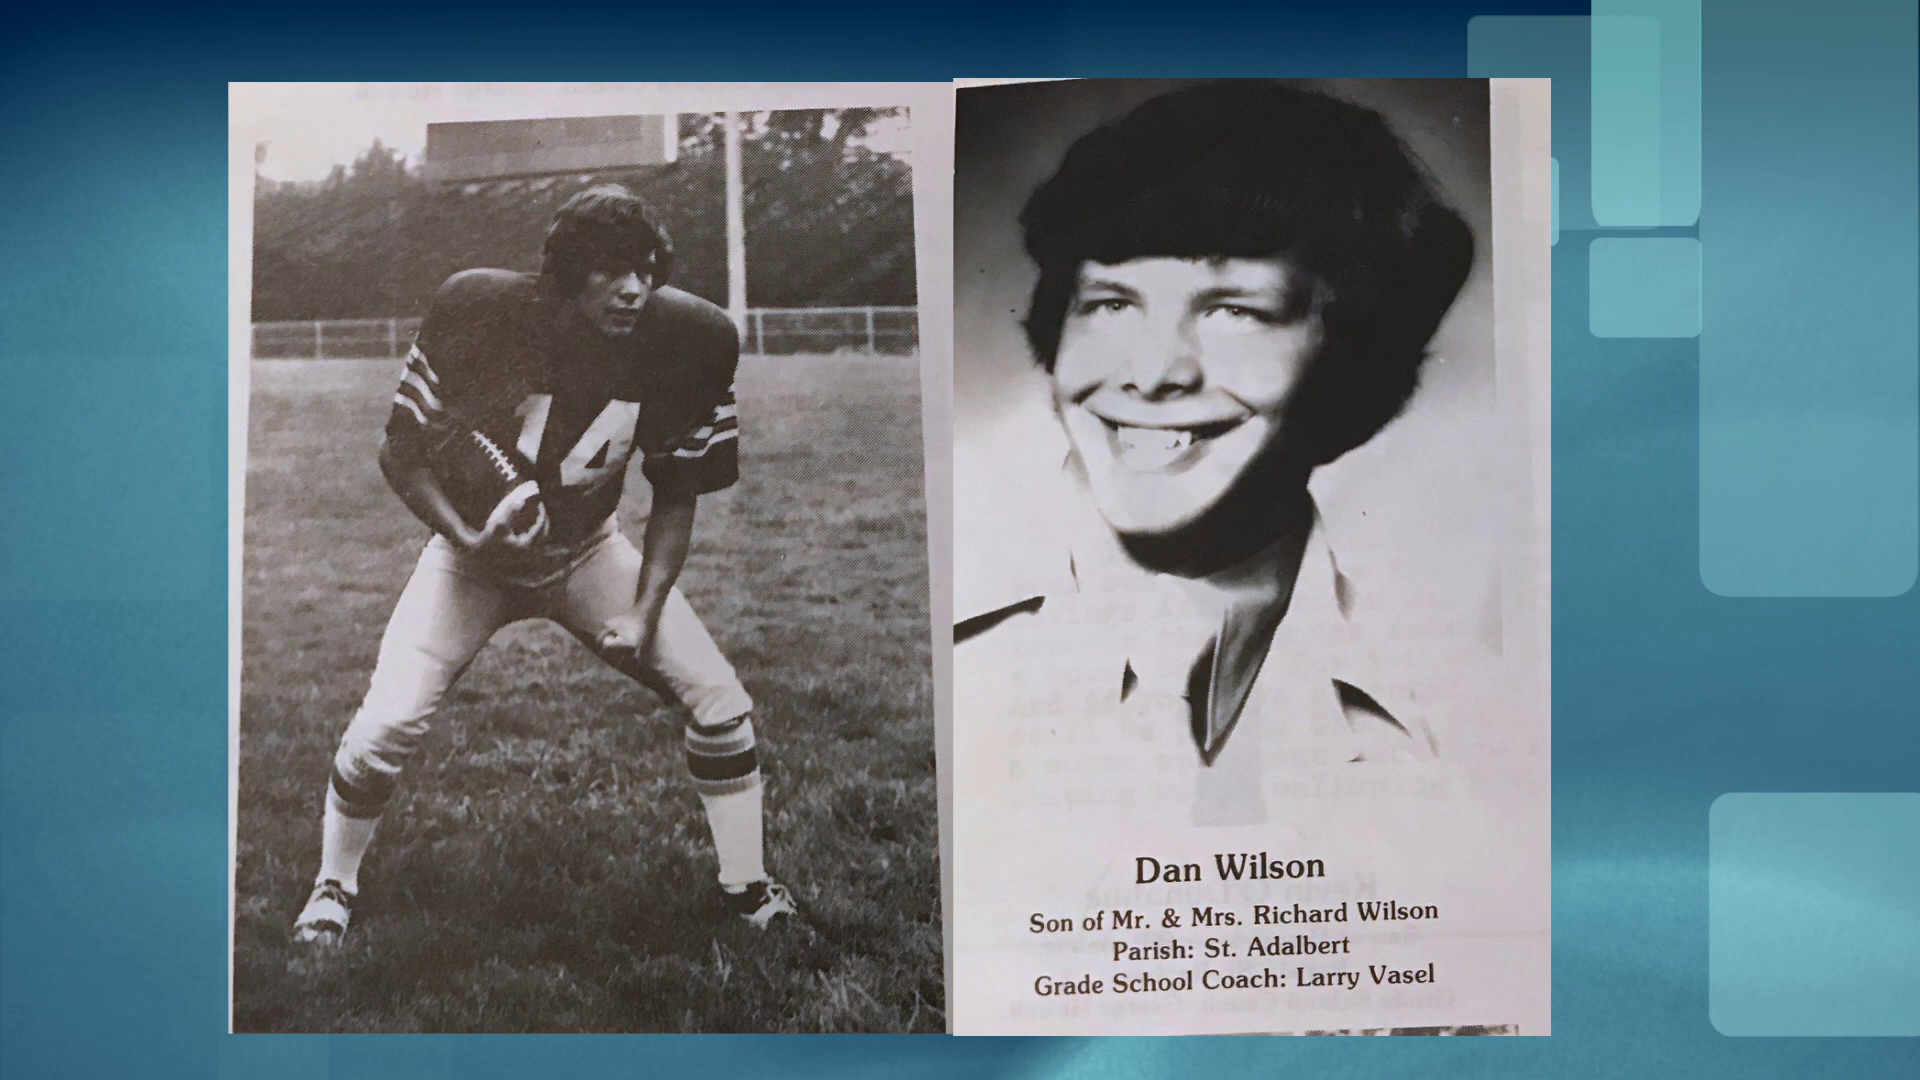 14
Dan Wilson
Son of Mr. & Mrs. Richard Wilson
Parish: St. Adalbert
Grade School Coach: Larry Vasel